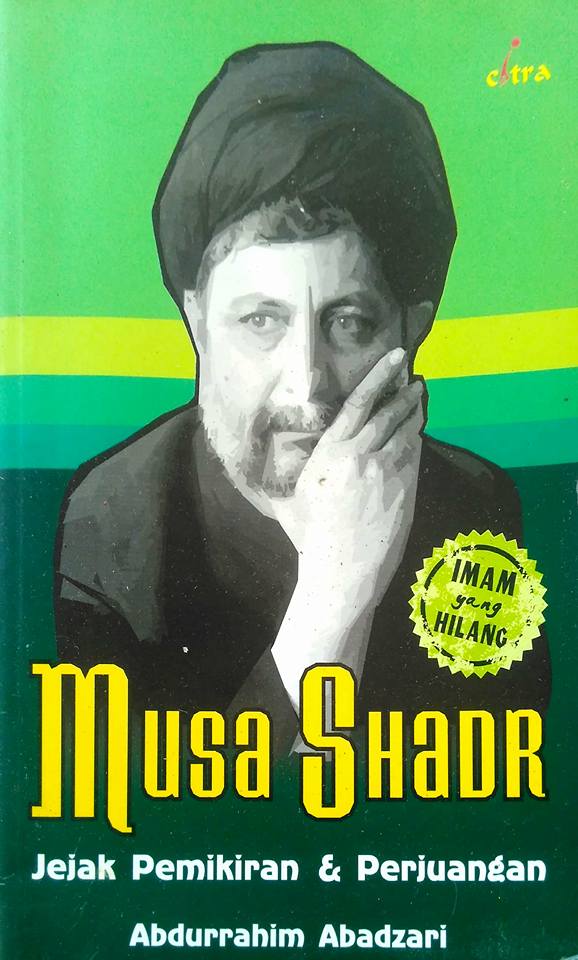 citra
IMAM
yang
HILANG
Musa Shadr
Jejak Pemikiran & Perjuangan
Abdurrahim Abadzari